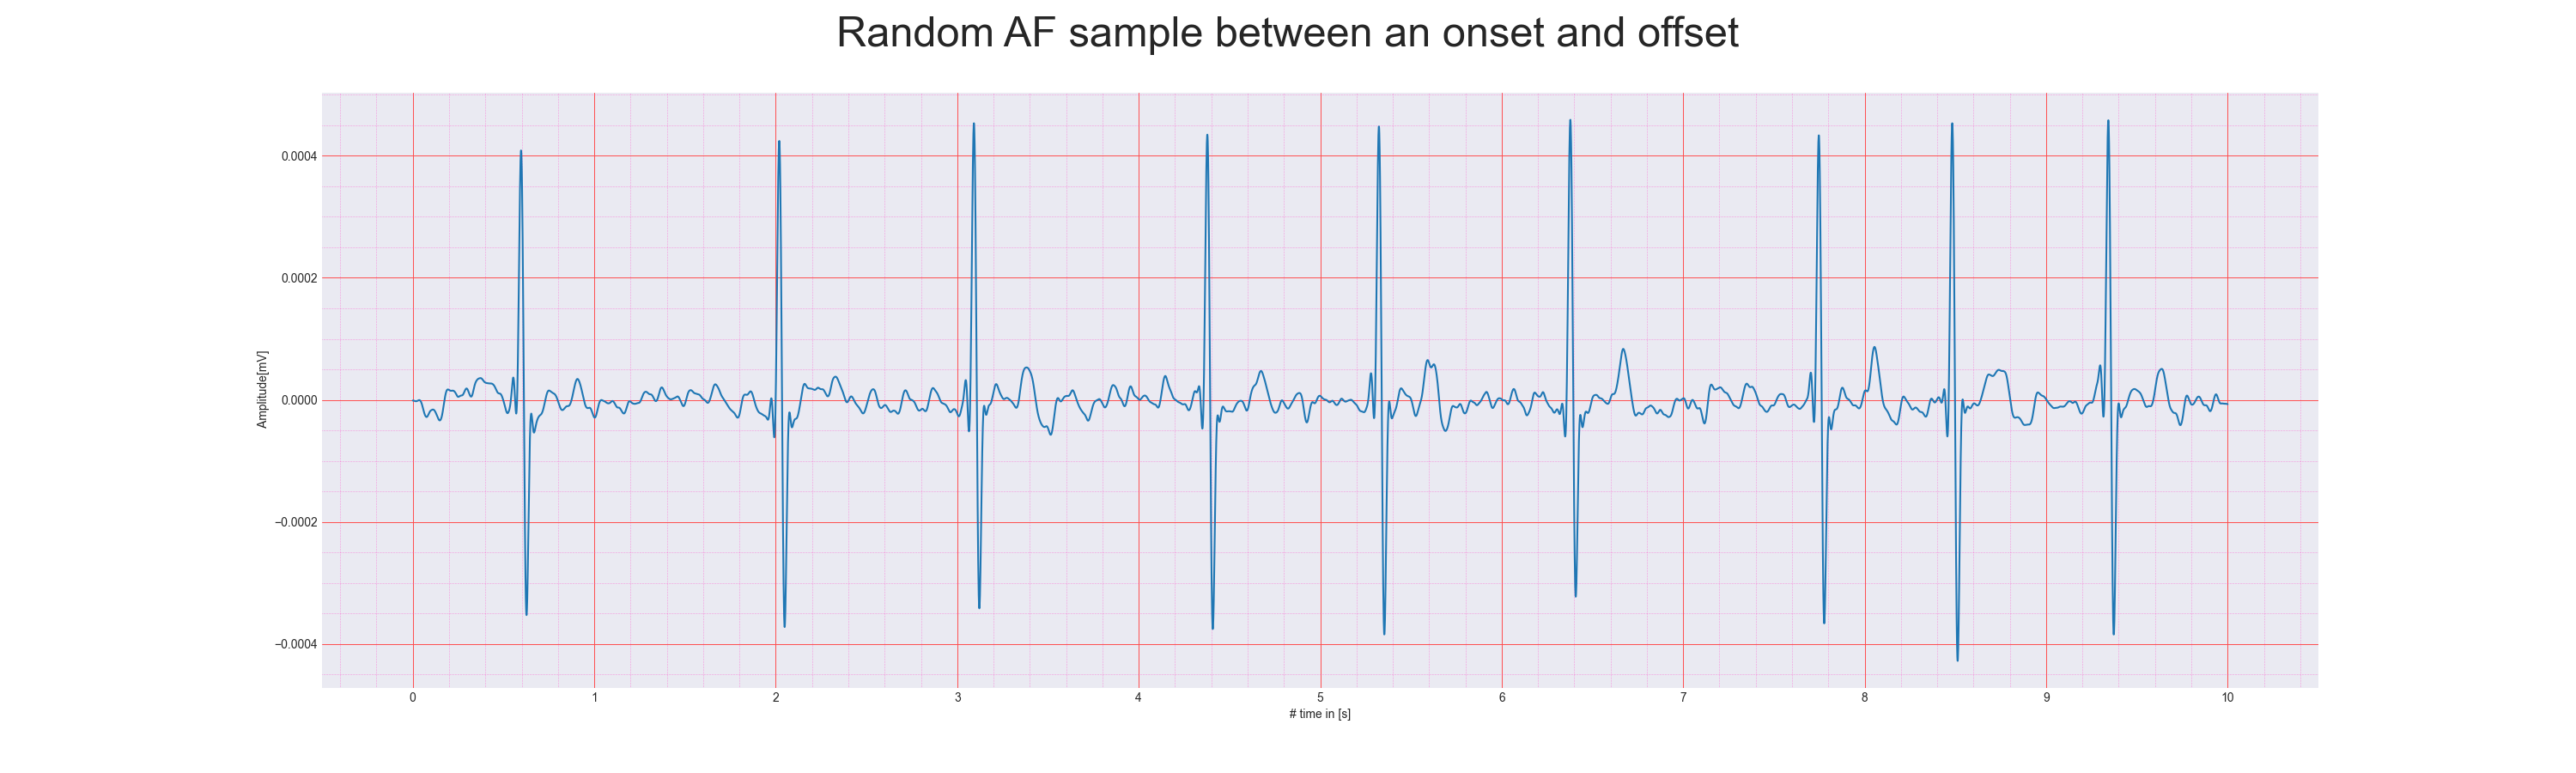 Random AF sample between an onset and offset
0.0004
0.0002
0.0000
−0.0002
−0.0004
Amplitude[mV]
0 1 2 3 4 5 6 7 8 9 10
# time in [s]